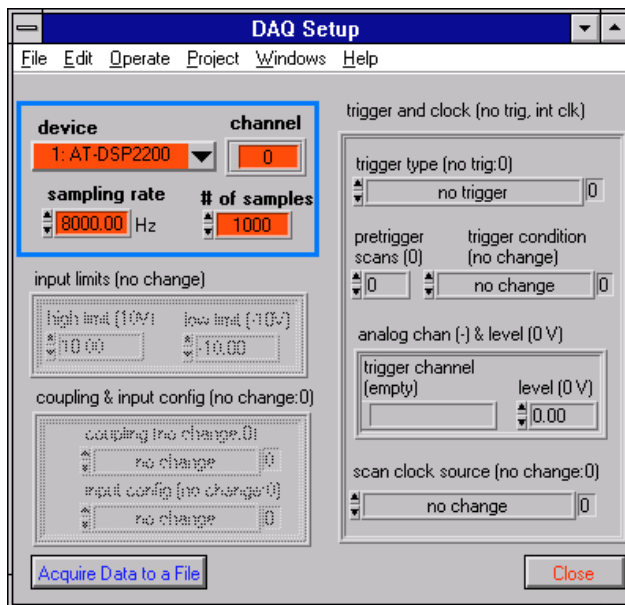 DAQ Setup
File Edit Operate Project Windows Help
device
channel
1: AT-DSP2200
0
sampling rate
# of samples
8000.00 Hz
1000
input limits (no change)
high limit (10V)
low limit (-10V)
10.00
-10.00
coupling & input config (no change:0)
coupling (no change:0)
no change 0
input config (no change:0)
no change 0
Acquire Data to a File
trigger and clock (no trig, int clk)
trigger type (no trig:0)
no trigger 0
pretrigger
scans (0)
0
trigger condition
(no change)
no change 0
analog chan (-) & level (0 V)
trigger channel
(empty)
level (0 V)
0.00
scan clock source (no change:0)
no change 0
Close